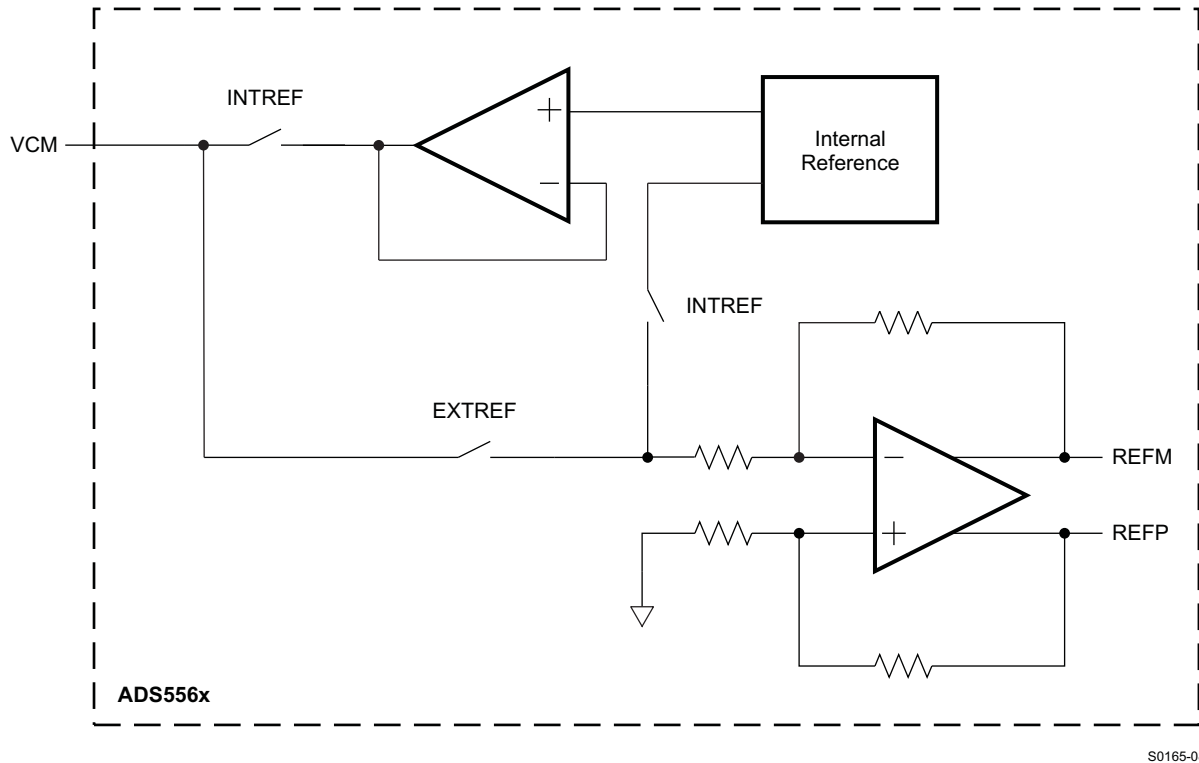 INTREF
VCM
+
−
Internal
Reference
INTREF
EXTREF
−
+
REFM
REFP
ADS556x
S0165-0